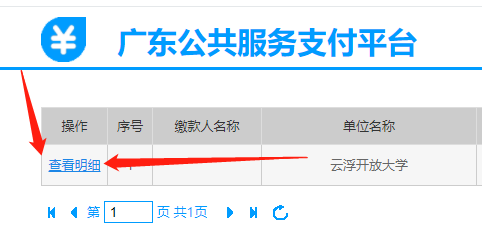 ¥ 广东公共服务支付平台
操作 序号 缴款人名称 单位名称
查看明细 1 云浮开放大学
第 1 页 共1页